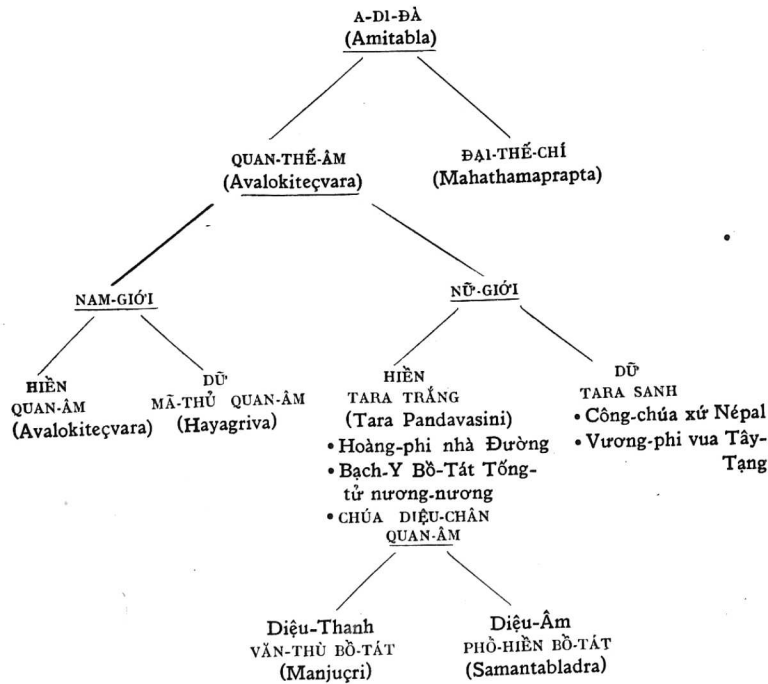 A-DI-ĐÀ
(Amitabla)
QUAN-THẾ-ÂM
(Avalokiteçvara)
ĐẠI-THẾ-CHÍ
(Mahathamaprapta)
NAM-GIỚI
NỮ-GIỚI
HIỀN
QUAN-ÂM
(Avalokiteçvara)
DỮ
MÃ-THỦ QUAN-ÂM
(Hayagriva)
HIỀN
TARA TRẮNG
(Tara Pandavasini)
• Hoàng-phi nhà Đường
• Bạch-Y Bồ-Tát Tống-
tử nương-nương
• CHÚA DIỆU-CHÂN
QUAN-ÂM
DỮ
TARA SANH
• Công-chúa xứ Népal
• Vương-phi vua Tây-
Tạng
Diệu-Thanh
VĂN-THÙ BỒ-TÁT
(Manjuçri)
Diệu-Âm
PHỔ-HIỀN BỒ-TÁT
(Samantabladra)